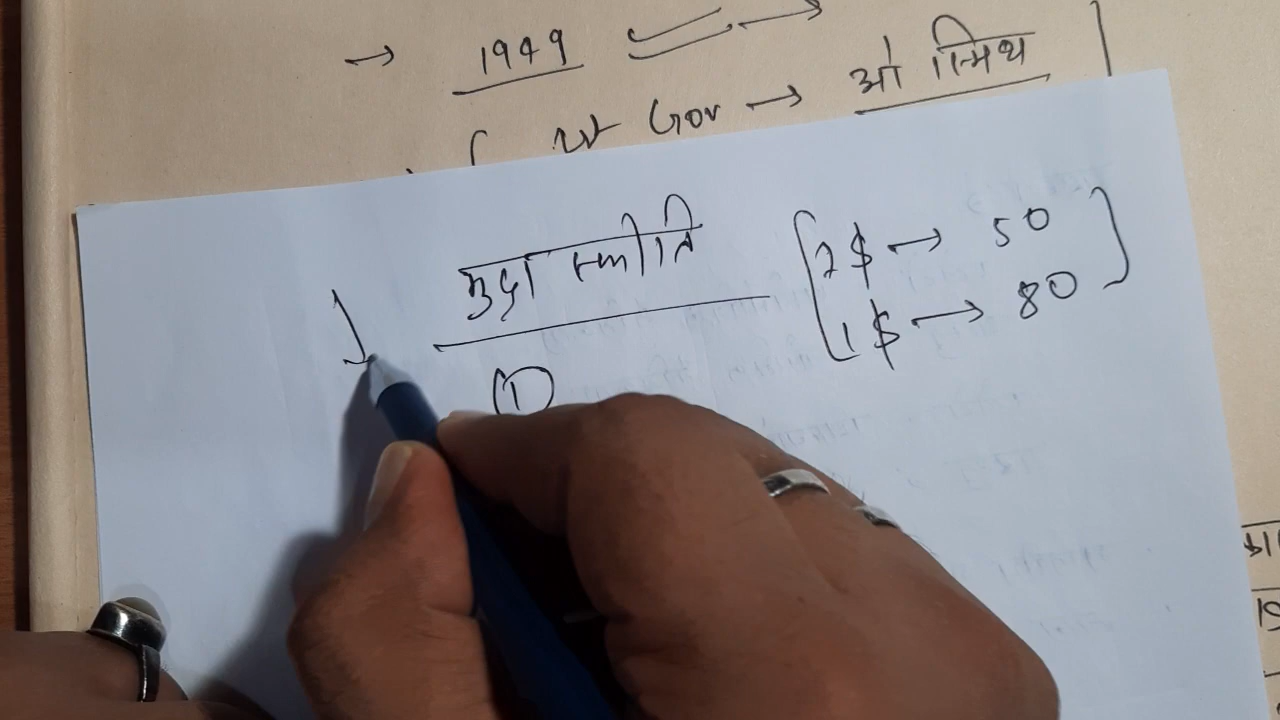 → 1949 →
Gov → ओ स्मिथ
मुद्रा स्फीति
1$ → 50
1$ → 80
①